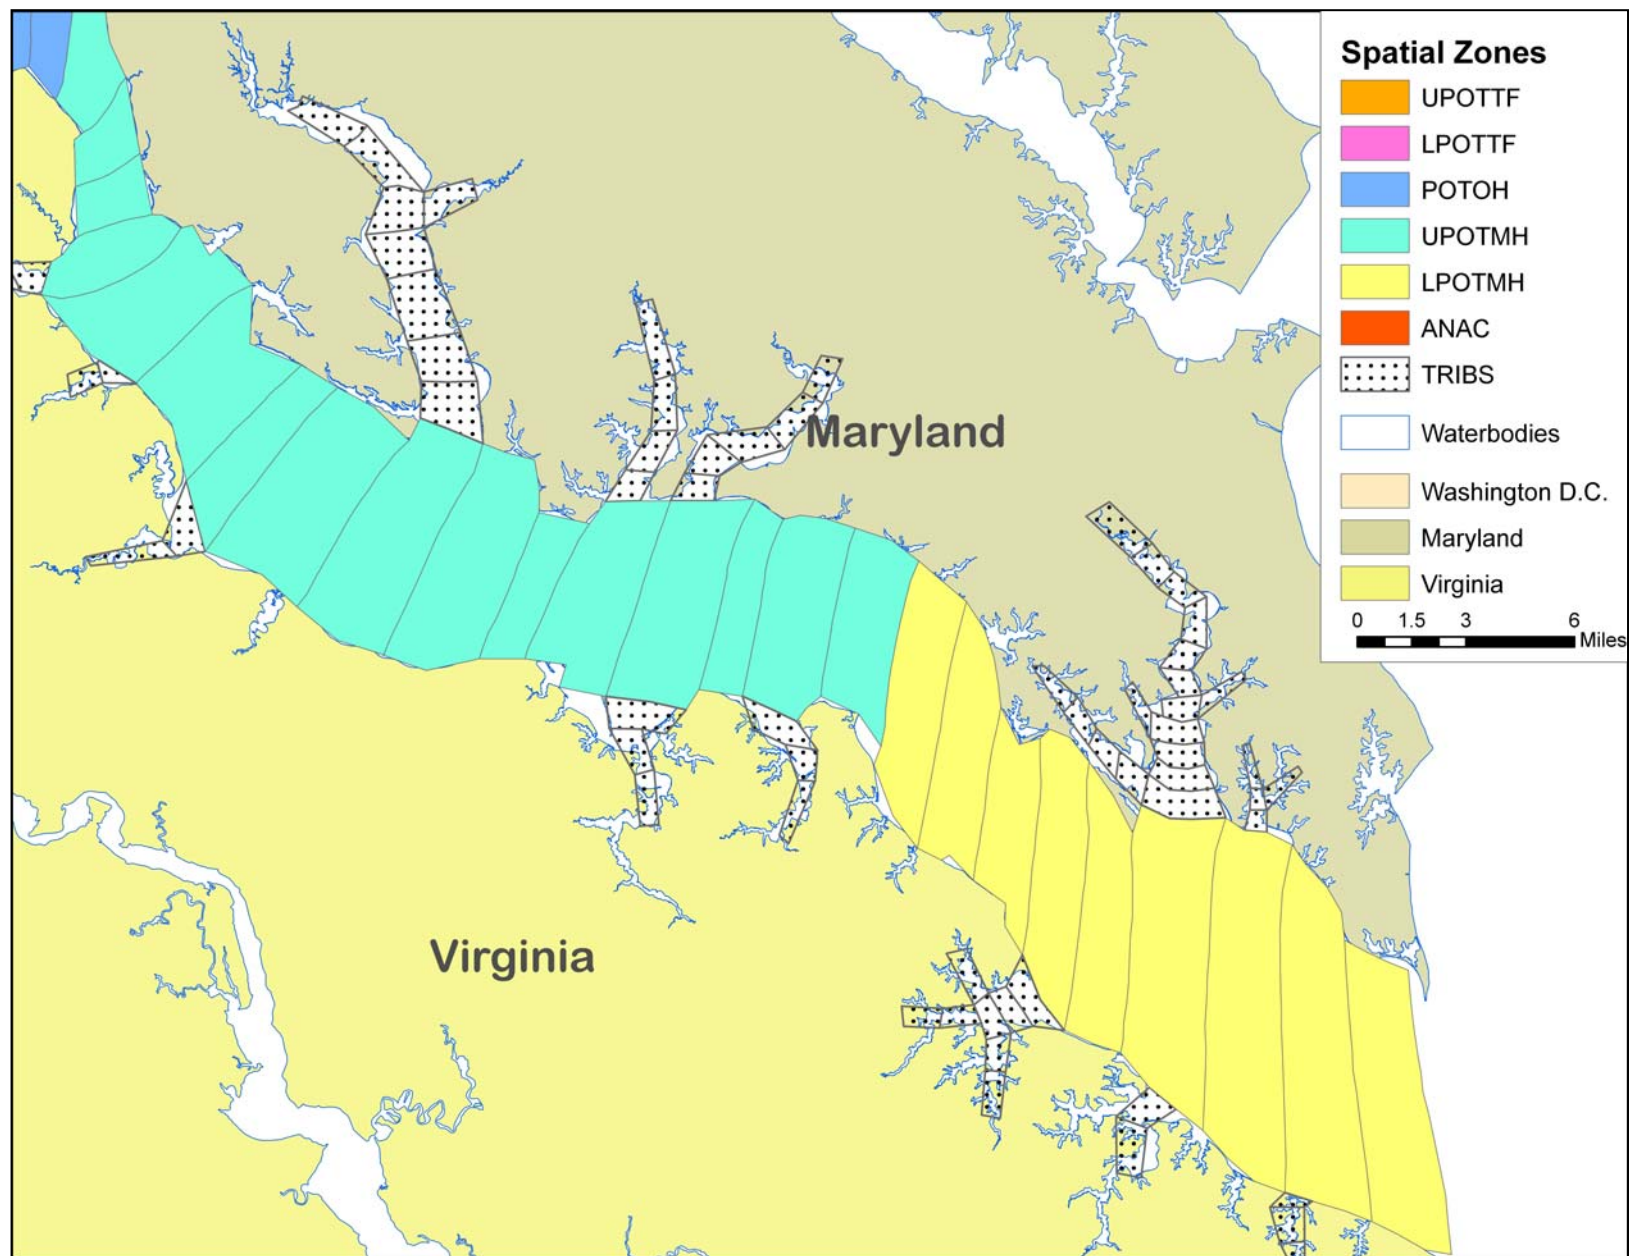 Spatial Zones
UPOTTF
LPOTTF
POTOH
UPOTMH
LPOTMH
ANAC
TRIBS
Waterbodies
Washington D.C.
Maryland
Virginia
0 1.5 3 6
Miles
Maryland
Virginia